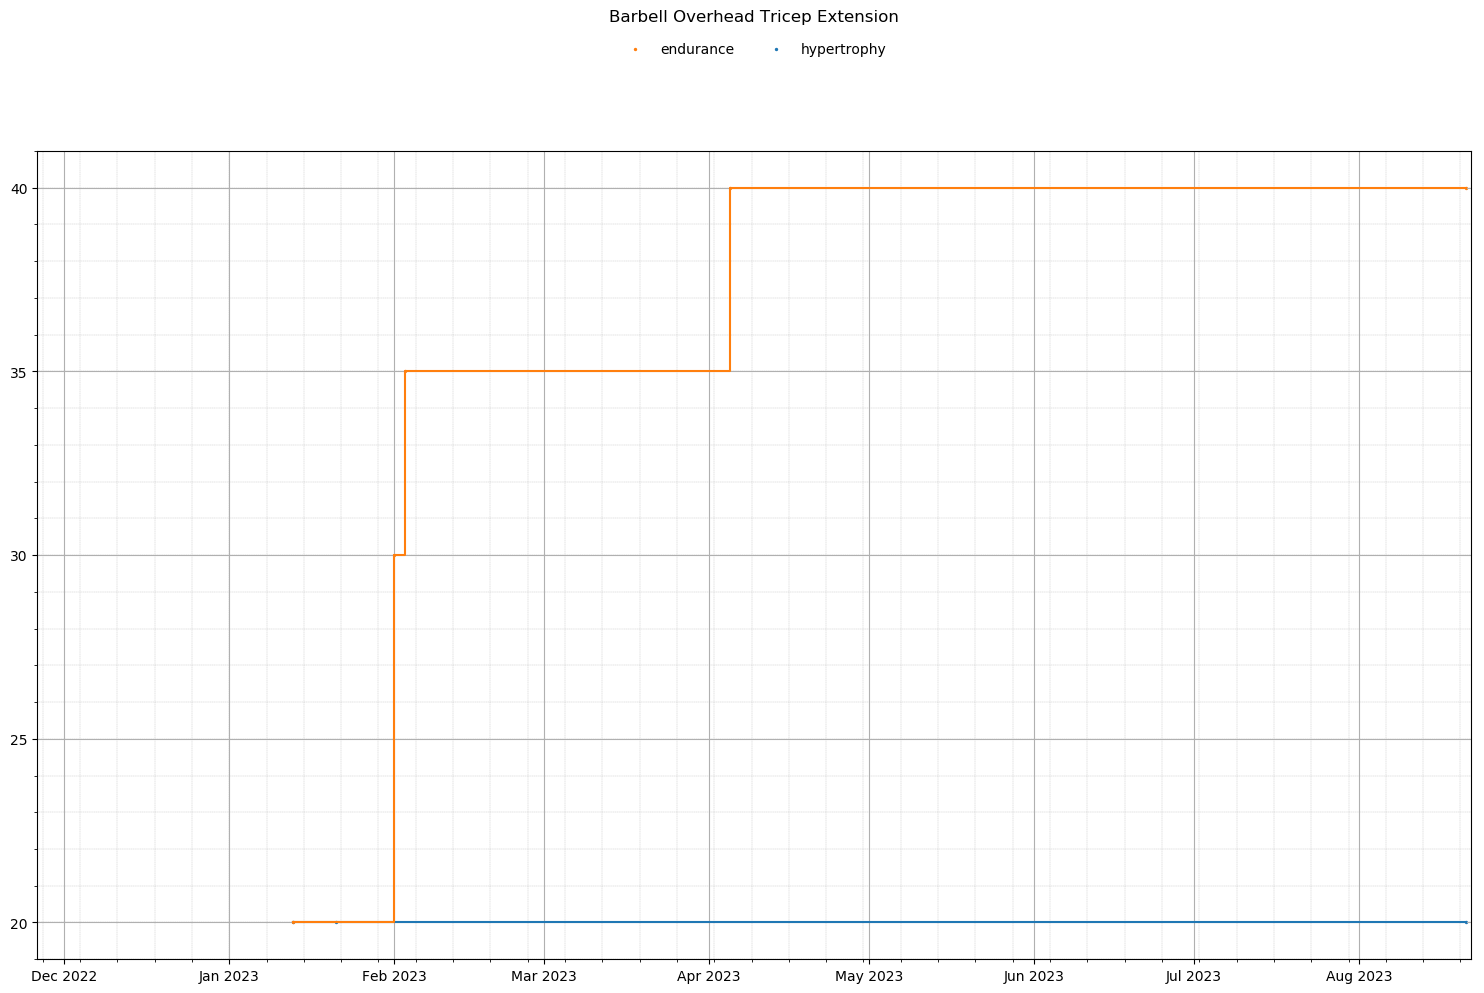 Barbell Overhead Tricep Extension
endurance hypertrophy
40
35
30
25
20
Dec 2022 Jan 2023 Feb 2023 Mar 2023 Apr 2023 May 2023 Jun 2023 Jul 2023 Aug 2023